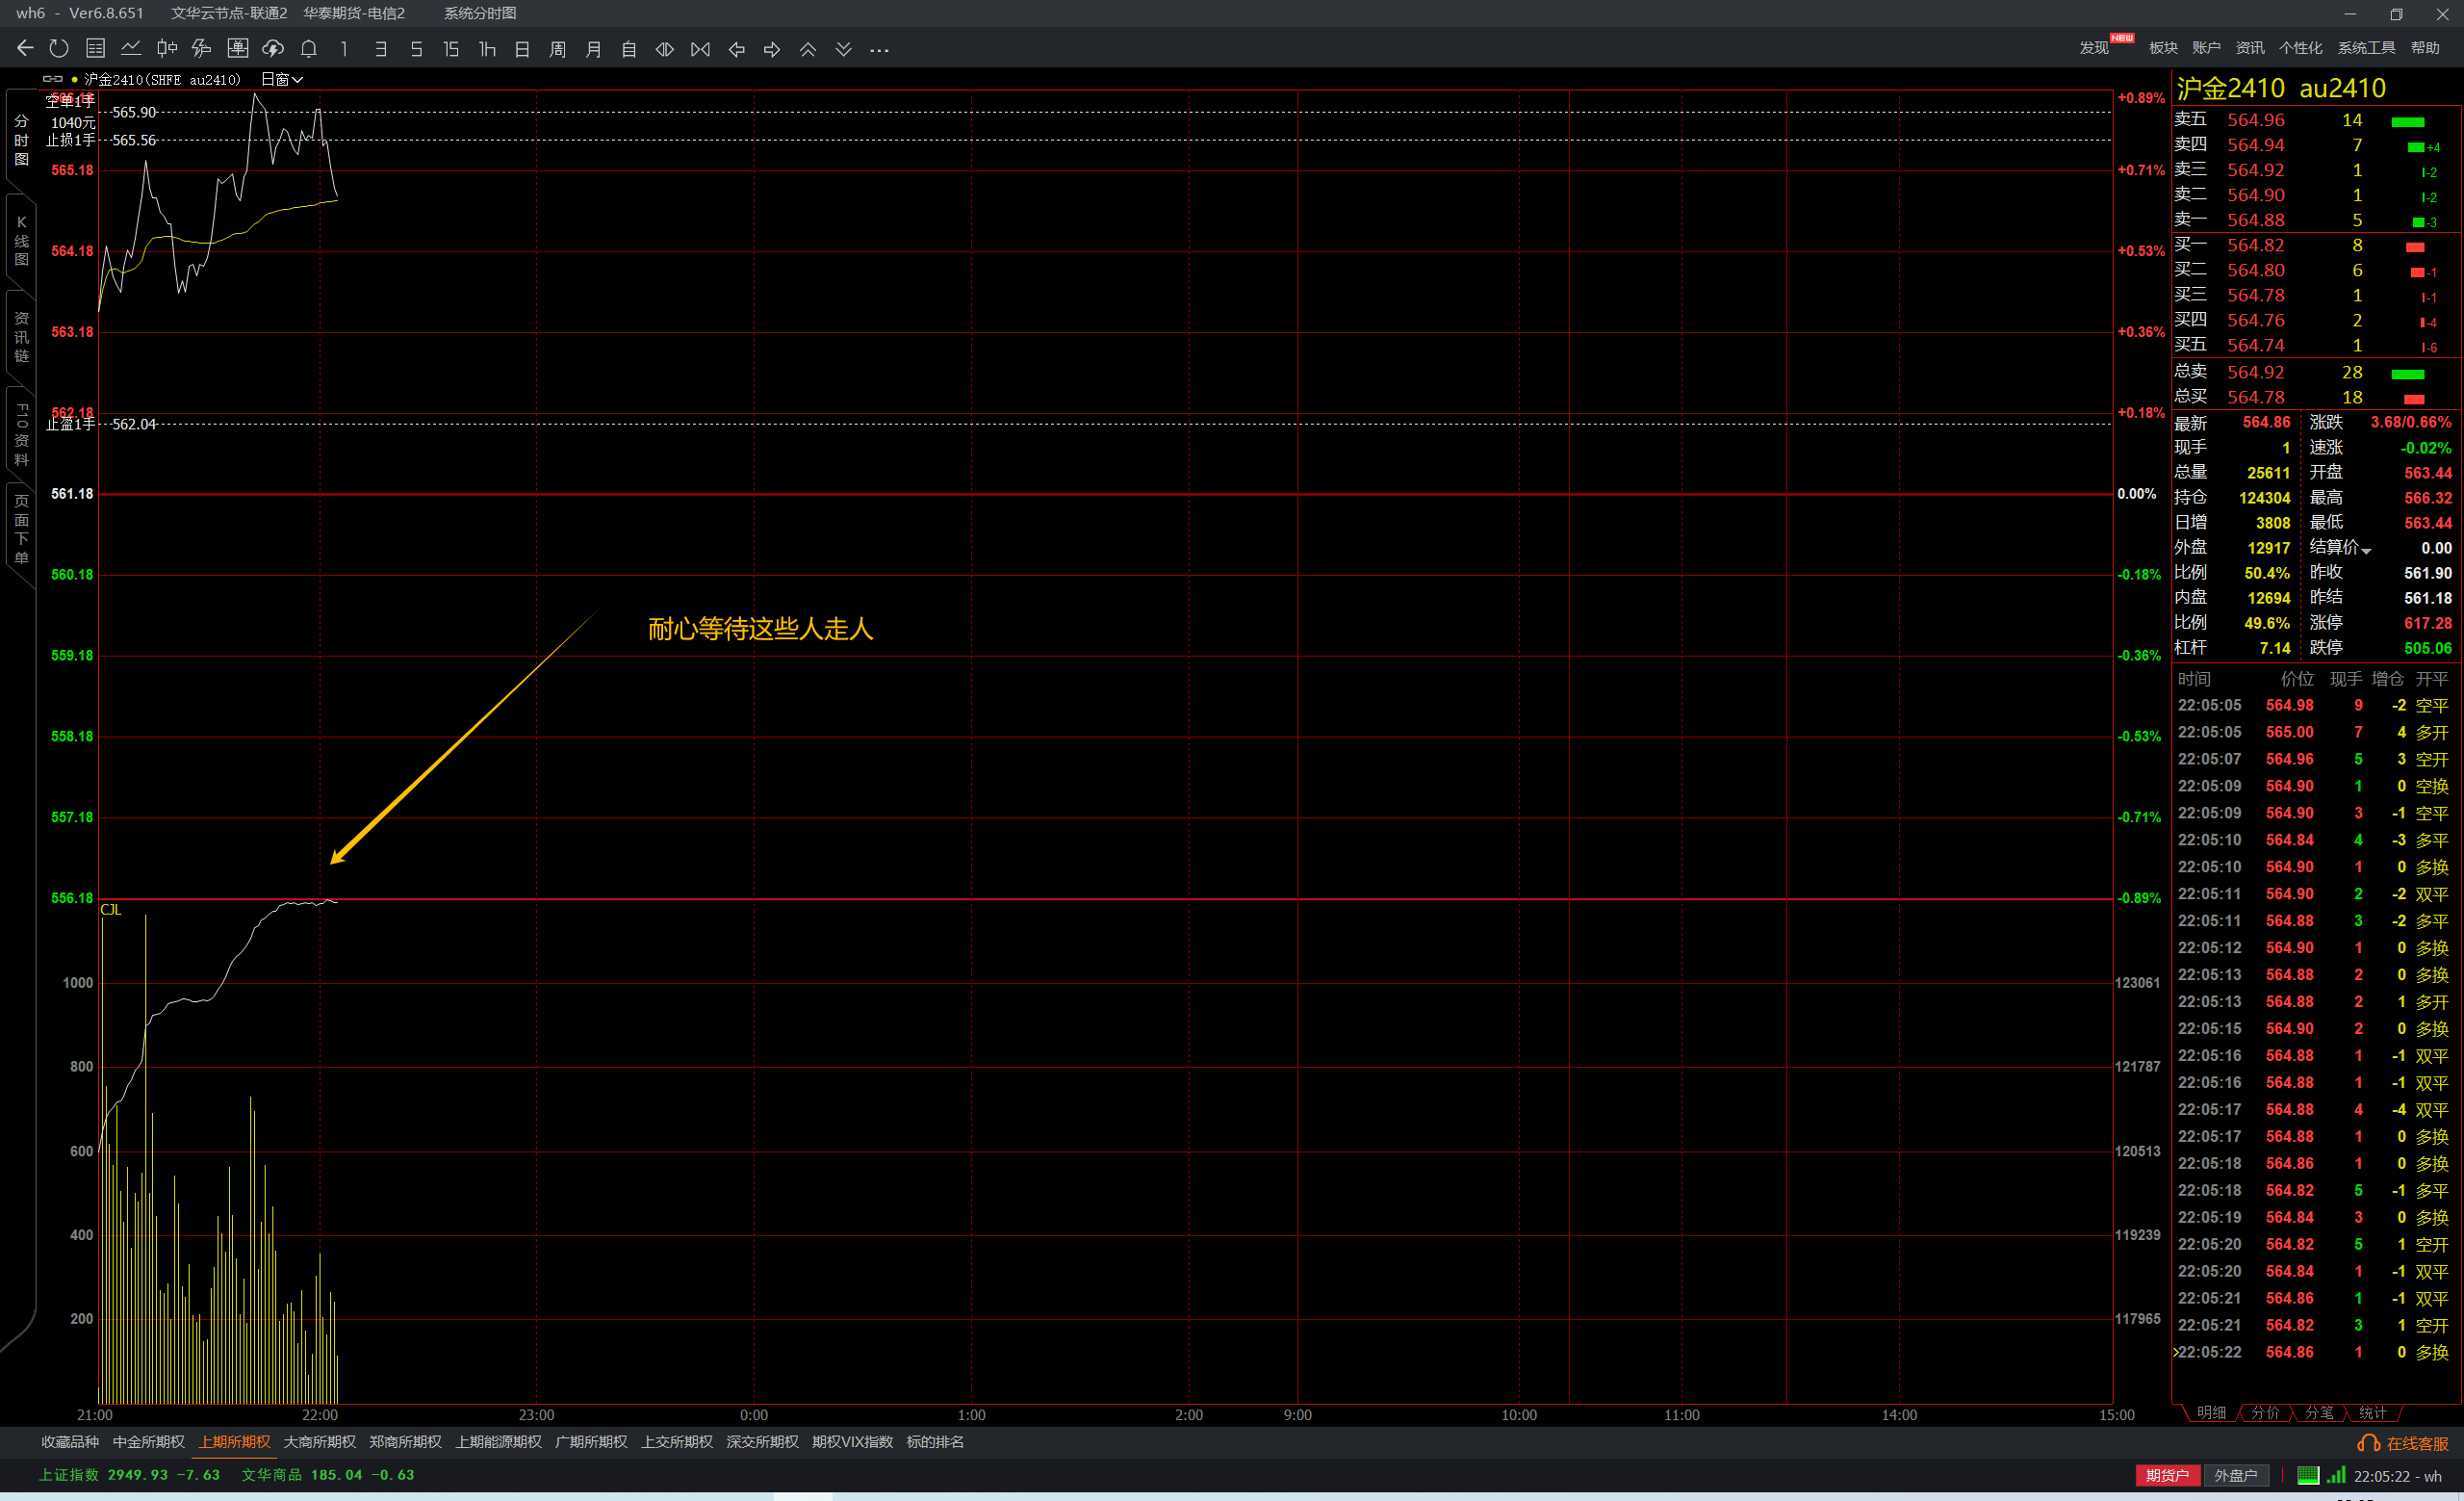 wh6 - Ver6.8.651 文华云节点-联通2 华泰期货-电信2 系统分时图
1 3 5 15 1h 日 周 月 自 ...
发现 NEW 板块 账户 资讯 个性化 系统工具 帮助
沪金2410(SHFE au2410) 日窗
分时图
K线图
资讯链
F10资料
页面下单
空单1手 565.90
1040元
止损1手 565.56
565.18
564.18
563.18
562.18
止盈1手 562.04
561.18
560.18
559.18
558.18
557.18
556.18
耐心等待这些人走人
CJL
1000
800
600
400
200
+0.89%
+0.71%
+0.53%
+0.36%
+0.18%
0.00%
-0.18%
-0.36%
-0.53%
-0.71%
-0.89%
123061
121787
120513
119239
117965
21:00 22:00 23:00 0:00 1:00 2:00 9:00 10:00 11:00 14:00 15:00
沪金2410 au2410
卖五 564.96 14
卖四 564.94 7 +4
卖三 564.92 1 -2
卖二 564.90 1 -2
卖一 564.88 5 -3
买一 564.82 8
买二 564.80 6 -1
买三 564.78 1 -1
买四 564.76 2 -4
买五 564.74 1 -6
总卖 564.92 28
总买 564.78 18
最新 564.86 涨跌 3.68/0.66%
现手 1 速涨 -0.02%
总量 25611 开盘 563.44
持仓 124304 最高 566.32
日增 3808 最低 563.44
外盘 12917 结算价 0.00
比例 50.4% 昨收 561.90
内盘 12694 昨结 561.18
比例 49.6% 涨停 617.28
杠杆 7.14 跌停 505.06
时间 价位 现手 增仓 开平
22:05:05 564.98 9 -2 空平
22:05:05 565.00 7 4 多开
22:05:07 564.96 5 3 空开
22:05:09 564.90 1 0 空换
22:05:09 564.90 3 -1 空平
22:05:10 564.84 4 -3 多平
22:05:10 564.90 1 0 多换
22:05:11 564.90 2 -2 双平
22:05:11 564.88 3 -2 多平
22:05:12 564.90 1 0 多换
22:05:13 564.88 2 0 多换
22:05:13 564.88 2 1 多开
22:05:15 564.90 2 0 多换
22:05:16 564.88 1 -1 双平
22:05:16 564.88 1 -1 双平
22:05:17 564.88 4 -4 双平
22:05:17 564.88 1 0 多换
22:05:18 564.86 1 0 多换
22:05:18 564.82 5 -1 多平
22:05:19 564.84 3 0 多换
22:05:20 564.82 5 1 空开
22:05:20 564.84 1 -1 双平
22:05:21 564.86 1 -1 双平
22:05:21 564.82 3 1 空开
22:05:22 564.86 1 0 多换
明细 分价 分笔 统计
收藏品种 中金所期权 上期所期权 大商所期权 郑商所期权 上期能源期权 广期所期权 上交所期权 深交所期权 期权VIX指数 标的排名 在线客服
上证指数 2949.93 -7.63 文华商品 185.04 -0.63 期货户 外盘户 22:05:22 - wh